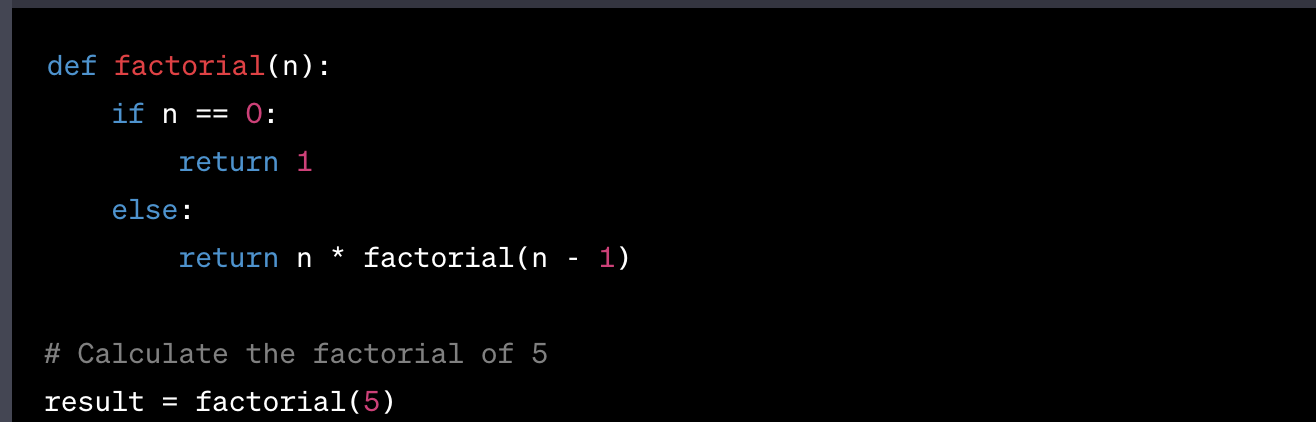 def factorial(n):
    if n == 0:
        return 1
    else:
        return n * factorial(n - 1)

# Calculate the factorial of 5
result = factorial(5)